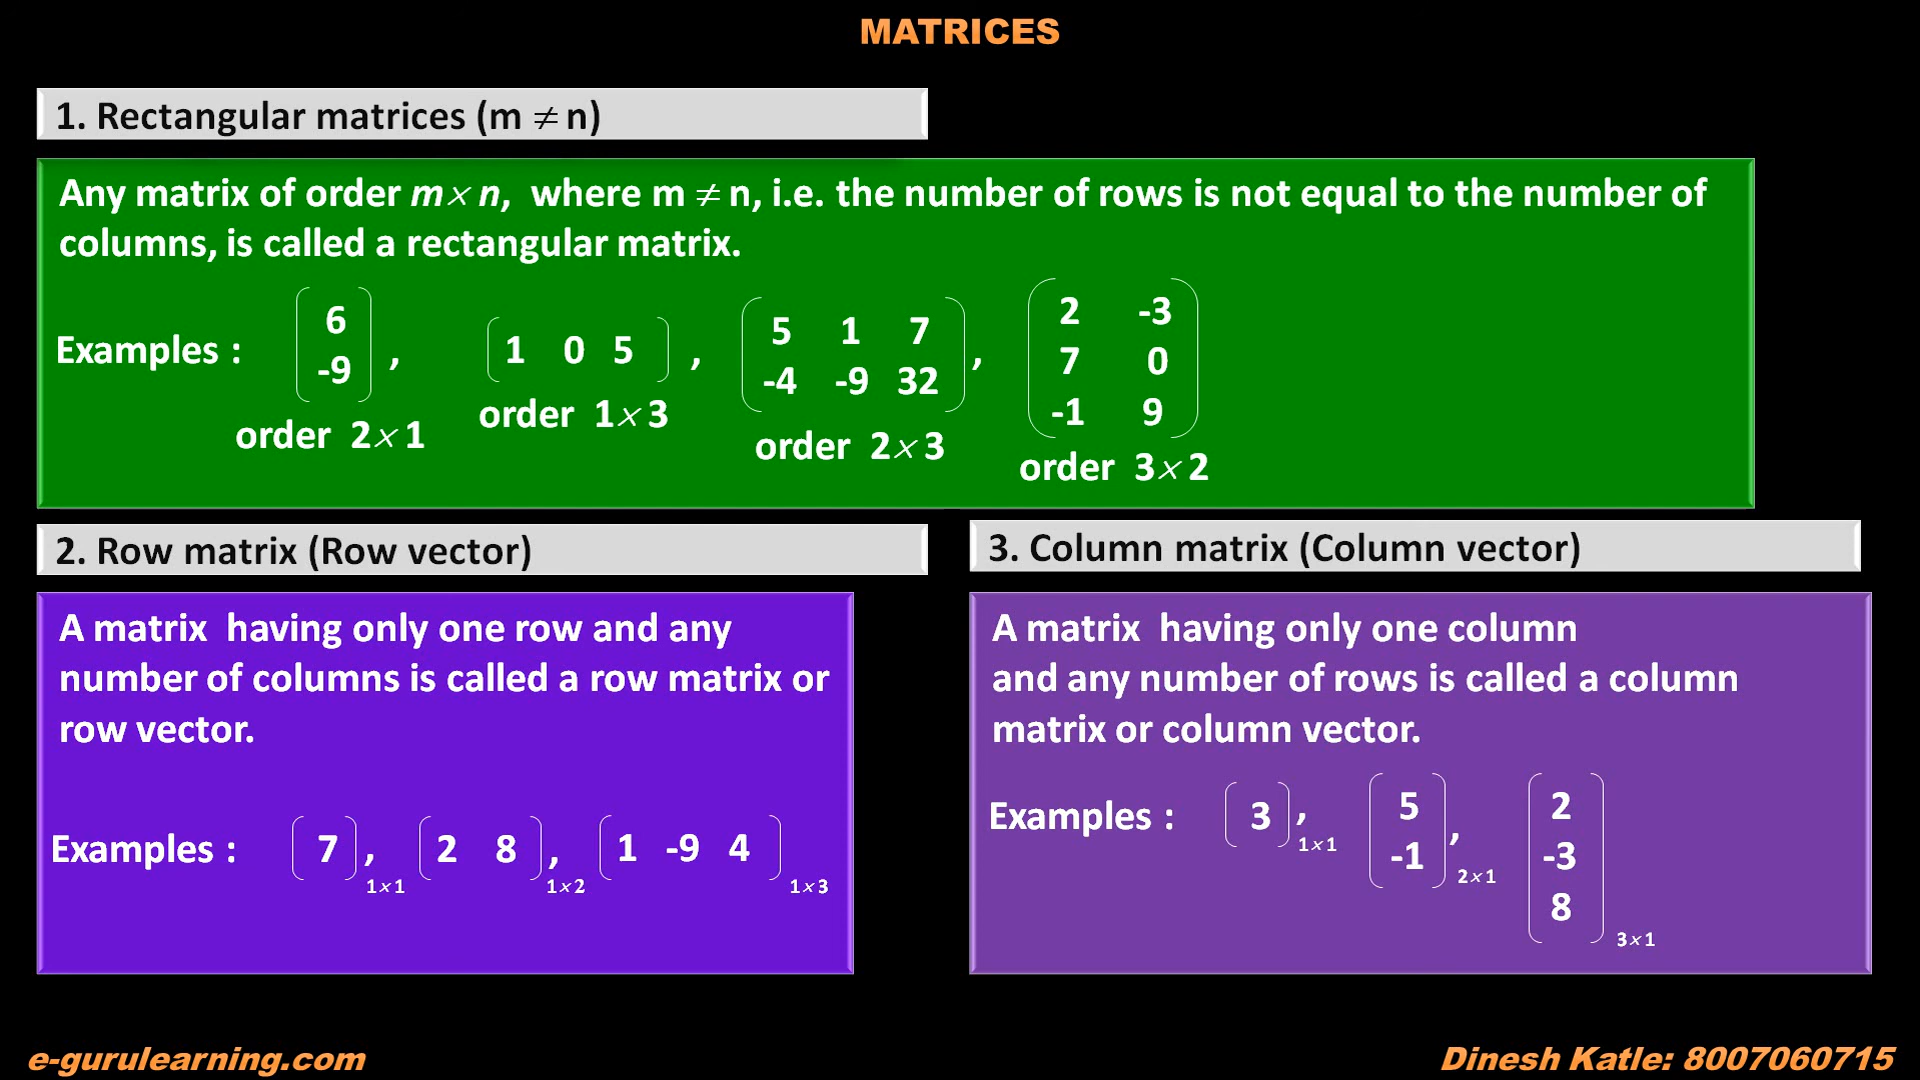 MATRICES
1. Rectangular matrices (m ≠ n)
Any matrix of order m × n,  where m ≠ n, i.e. the number of rows is not equal to the number of
columns, is called a rectangular matrix.
Examples :
6
-9
,
order 2 × 1
1 0 5
,
order 1 × 3
5 1 7
-4 -9 32
,
order 2 × 3
2 -3
7 0
-1 9
order 3 × 2
2. Row matrix (Row vector)
A matrix having only one row and any
number of columns is called a row matrix or
row vector.
Examples :
7 ,
1 × 1
2 8 ,
1 × 2
1 -9 4
1 × 3
3. Column matrix (Column vector)
A matrix having only one column
and any number of rows is called a column
matrix or column vector.
Examples :
3 ,
1 × 1
5
-1
,
2 × 1
2
-3
8
3 × 1
e-gurulearning.com
Dinesh Katle: 8007060715